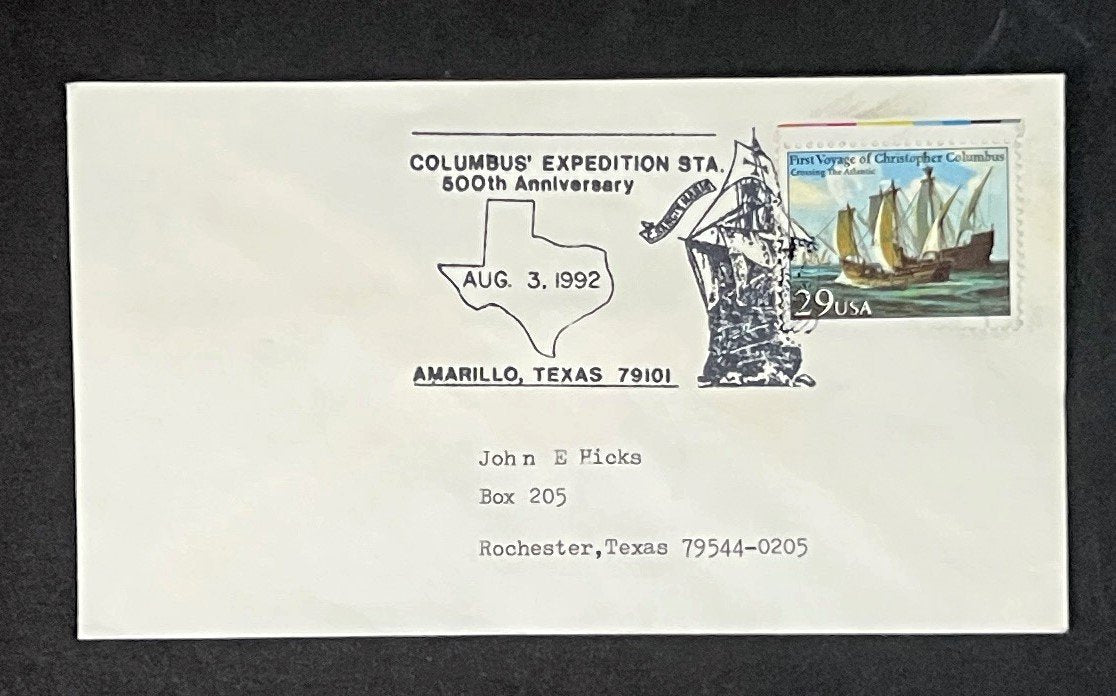 COLUMBUS' EXPEDITION STA.
500th Anniversary
AUG. 3, 1992
AMARILLO, TEXAS 79101
First Voyage of Christopher Columbus
Crossing The Atlantic
29USA
John E Hicks
Box 205
Rochester,Texas 79544-0205